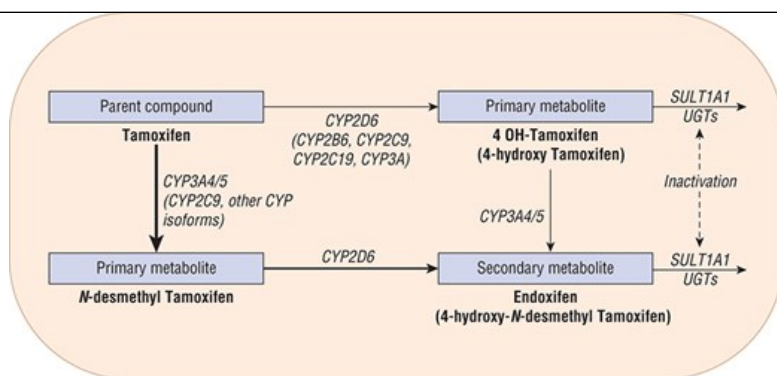 Parent compound
Tamoxifen
CYP2D6
(CYP2B6, CYP2C9,
CYP2C19, CYP3A)
Primary metabolite
4 OH-Tamoxifen
(4-hydroxy Tamoxifen)
SULT1A1
UGTs
CYP3A4/5
(CYP2C9, other CYP
isoforms)
CYP3A4/5
Inactivation
Primary metabolite
N-desmethyl Tamoxifen
CYP2D6
Secondary metabolite
Endoxifen
(4-hydroxy-N-desmethyl Tamoxifen)
SULT1A1
UGTs